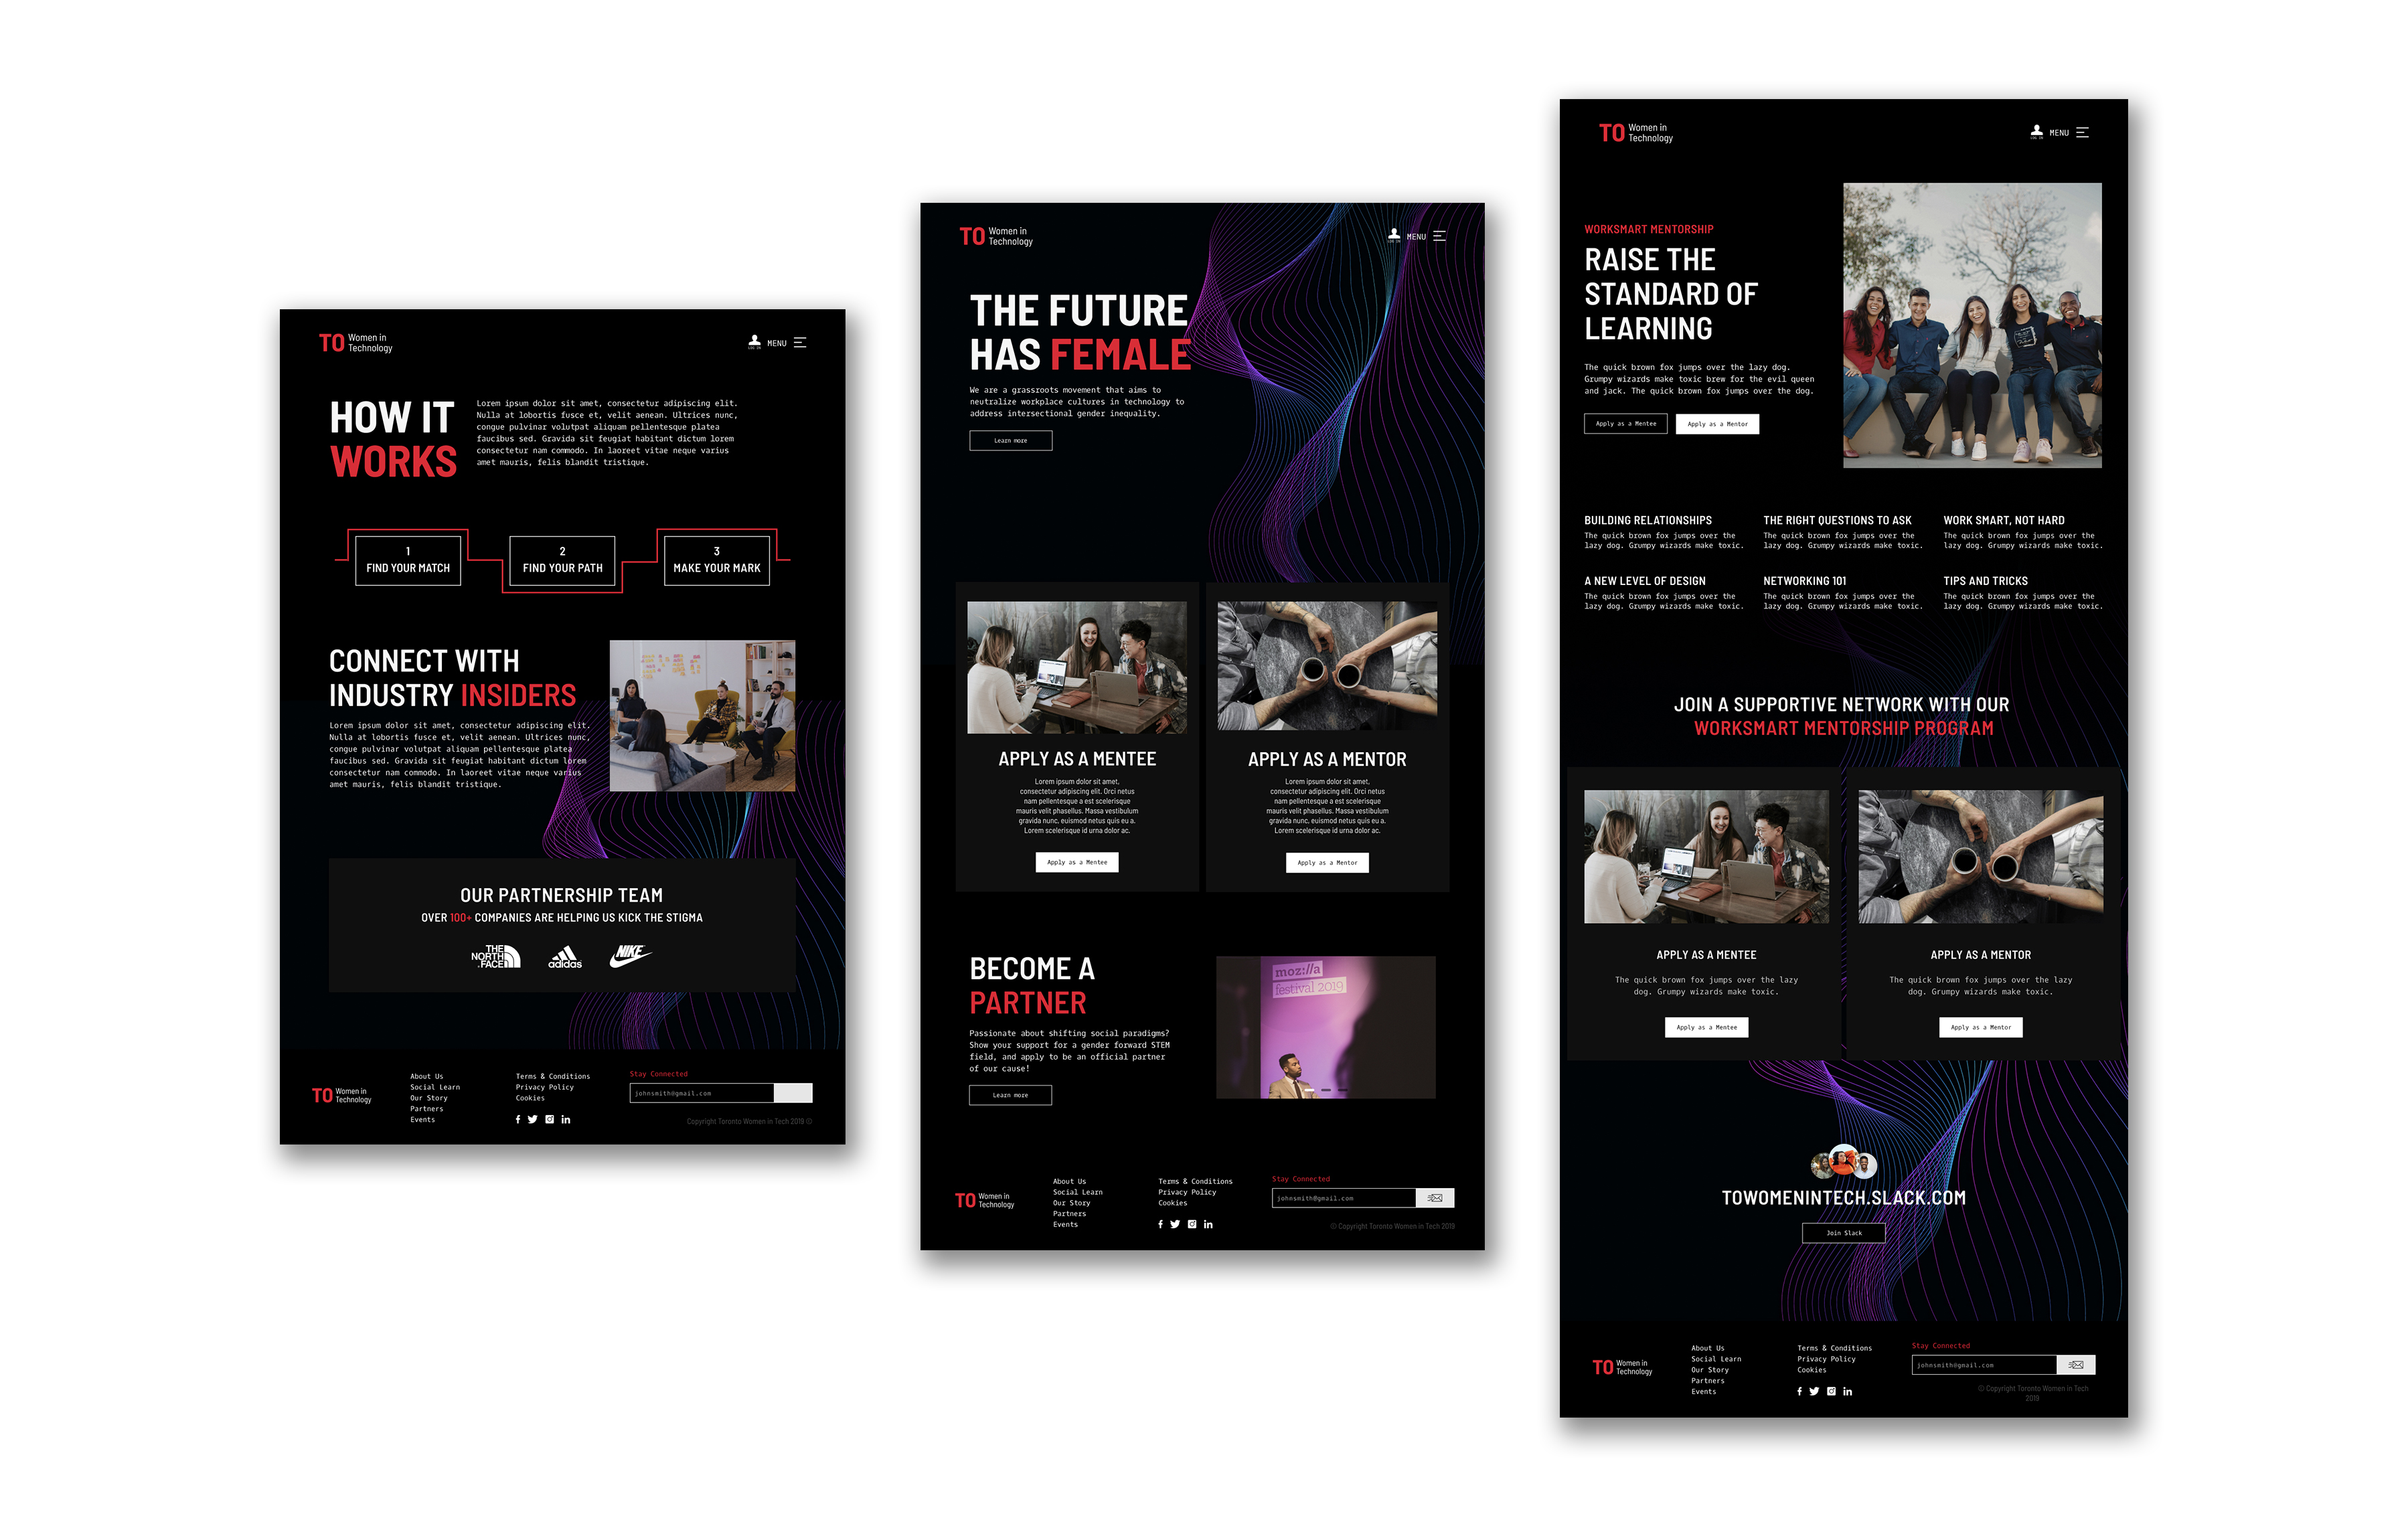 TO Women in
Technology
LOG IN
MENU
HOW IT
WORKS
Lorem ipsum dolor sit amet, consectetur adipiscing elit.
Nulla at lobortis fusce et, velit aenean. Ultrices nunc,
congue pulvinar volutpat aliquam pellentesque platea
faucibus sed. Gravida sit feugiat habitant dictum lorem
consectetur nam commodo. In laoreet vitae neque varius
amet mauris, felis blandit tristique.
1
FIND YOUR MATCH
2
FIND YOUR PATH
3
MAKE YOUR MARK
CONNECT WITH
INDUSTRY INSIDERS
Lorem ipsum dolor sit amet, consectetur adipiscing elit.
Nulla at lobortis fusce et, velit aenean. Ultrices nunc,
congue pulvinar volutpat aliquam pellentesque platea
faucibus sed. Gravida sit feugiat habitant dictum lorem
consectetur nam commodo. In laoreet vitae neque varius
amet mauris, felis blandit tristique.
OUR PARTNERSHIP TEAM
OVER 100+ COMPANIES ARE HELPING US KICK THE STIGMA
THE
NORTH
FACE
adidas
NIKE
TO Women in
Technology
About Us
Social Learn
Our Story
Partners
Events
Terms & Conditions
Privacy Policy
Cookies
Stay Connected
johnsmith@gmail.com
Copyright Toronto Women in Tech 2019 ©
TO Women in
Technology
LOG IN
MENU
THE FUTURE
HAS FEMALE
We are a grassroots movement that aims to
neutralize workplace cultures in technology to
address intersectional gender inequality.
Learn more
APPLY AS A MENTEE
Lorem ipsum dolor sit amet,
consectetur adipiscing elit. Orci netus
nam pellentesque a est scelerisque
mauris velit phasellus. Massa vestibulum
gravida nunc, euismod netus quis eu a.
Lorem scelerisque id urna dolor ac.
Apply as a Mentee
APPLY AS A MENTOR
Lorem ipsum dolor sit amet,
consectetur adipiscing elit. Orci netus
nam pellentesque a est scelerisque
mauris velit phasellus. Massa vestibulum
gravida nunc, euismod netus quis eu a.
Lorem scelerisque id urna dolor ac.
Apply as a Mentor
BECOME A
PARTNER
Passionate about shifting social paradigms?
Show your support for a gender forward STEM
field, and apply to be an official partner
of our cause!
Learn more
moz://a
festival 2019
TO Women in
Technology
About Us
Social Learn
Our Story
Partners
Events
Terms & Conditions
Privacy Policy
Cookies
Stay Connected
johnsmith@gmail.com
© Copyright Toronto Women in Tech 2019
TO Women in
Technology
LOG IN
MENU
WORKSMART MENTORSHIP
RAISE THE
STANDARD OF
LEARNING
The quick brown fox jumps over the lazy dog.
Grumpy wizards make toxic brew for the evil queen
and jack. The quick brown fox jumps over the dog.
Apply as a Mentee
Apply as a Mentor
BUILDING RELATIONSHIPS
The quick brown fox jumps over the
lazy dog. Grumpy wizards make toxic.
THE RIGHT QUESTIONS TO ASK
The quick brown fox jumps over the
lazy dog. Grumpy wizards make toxic.
WORK SMART, NOT HARD
The quick brown fox jumps over the
lazy dog. Grumpy wizards make toxic.
A NEW LEVEL OF DESIGN
The quick brown fox jumps over the
lazy dog. Grumpy wizards make toxic.
NETWORKING 101
The quick brown fox jumps over the
lazy dog. Grumpy wizards make toxic.
TIPS AND TRICKS
The quick brown fox jumps over the
lazy dog. Grumpy wizards make toxic.
JOIN A SUPPORTIVE NETWORK WITH OUR
WORKSMART MENTORSHIP PROGRAM
APPLY AS A MENTEE
The quick brown fox jumps over the lazy
dog. Grumpy wizards make toxic.
Apply as a Mentee
APPLY AS A MENTOR
The quick brown fox jumps over the lazy
dog. Grumpy wizards make toxic.
Apply as a Mentor
TOWOMENINTECH.SLACK.COM
Join Slack
TO Women in
Technology
About Us
Social Learn
Our Story
Partners
Events
Terms & Conditions
Privacy Policy
Cookies
Stay Connected
johnsmith@gmail.com
© Copyright Toronto Women in Tech
2019